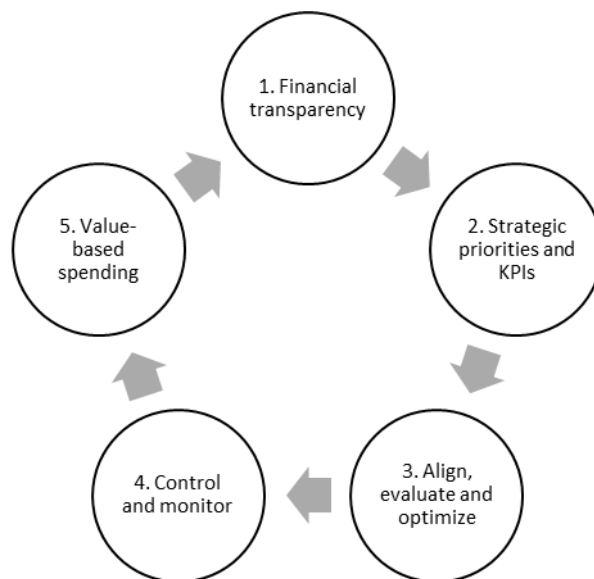 1. Financial
transparency
2. Strategic
priorities and
KPIs
3. Align,
evaluate and
optimize
4. Control
and monitor
5. Value-
based
spending